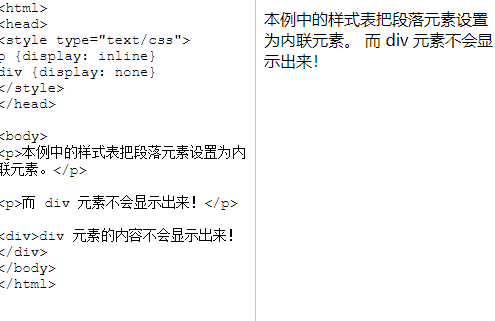 <html>
<head>
<style type="text/css">
p {display: inline}
div {display: none}
</style>
</head>
<body>
<p>本例中的样式表把段落元素设置为内
联元素。</p>
<p>而 div 元素不会显示出来！</p>
<div>div 元素的内容不会显示出来！
</div>
</body>
</html>
本例中的样式表把段落元素设置
为内联元素。 而 div 元素不会显
示出来！